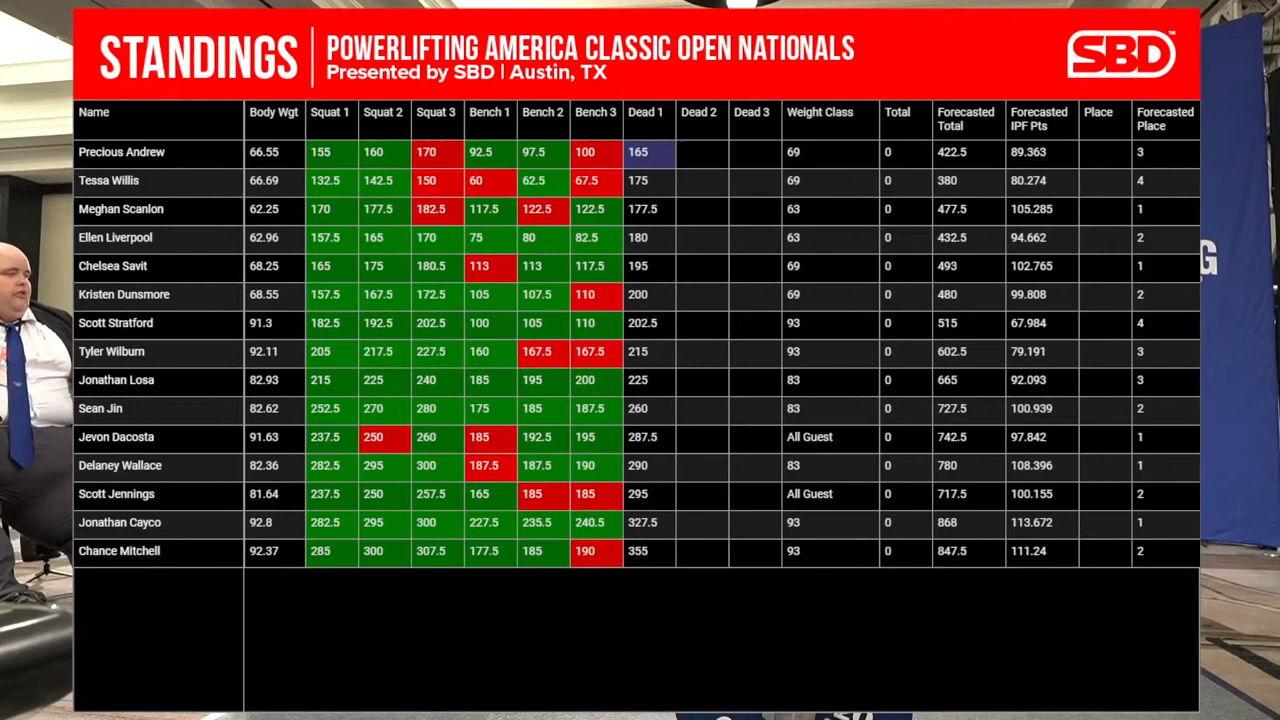 STANDINGS
POWERLIFTING AMERICA CLASSIC OPEN NATIONALS
Presented by SBD | Austin, TX
SBD™
Name Body Wgt Squat 1 Squat 2 Squat 3 Bench 1 Bench 2 Bench 3 Dead 1 Dead 2 Dead 3 Weight Class Total Forecasted Total Forecasted IPF Pts Place Forecasted Place
Precious Andrew 66.55 155 160 170 92.5 97.5 100 165 69 0 422.5 89.363 3
Tessa Willis 66.69 132.5 142.5 150 60 62.5 67.5 175 69 0 380 80.274 4
Meghan Scanlon 62.25 170 177.5 182.5 117.5 122.5 122.5 177.5 63 0 477.5 105.285 1
Ellen Liverpool 62.96 157.5 165 170 75 80 82.5 180 63 0 432.5 94.662 2
Chelsea Savit 68.25 165 175 180.5 113 113 117.5 195 69 0 493 102.765 1
Kristen Dunsmore 68.55 157.5 167.5 172.5 105 107.5 110 200 69 0 480 99.808 2
Scott Stratford 91.3 182.5 192.5 202.5 100 105 110 202.5 93 0 515 67.984 4
Tyler Wilburn 92.11 205 217.5 227.5 160 167.5 167.5 215 93 0 602.5 79.191 3
Jonathan Losa 82.93 215 225 240 185 195 200 225 83 0 665 92.093 3
Sean Jin 82.62 252.5 270 280 175 185 187.5 260 83 0 727.5 100.939 2
Jevon Dacosta 91.63 237.5 250 260 185 192.5 195 287.5 All Guest 0 742.5 97.842 1
Delaney Wallace 82.36 282.5 295 300 187.5 187.5 190 290 83 0 780 108.396 1
Scott Jennings 81.64 237.5 250 257.5 165 185 185 295 All Guest 0 717.5 100.155 2
Jonathan Cayco 92.8 282.5 295 300 227.5 235.5 240.5 327.5 93 0 868 113.672 1
Chance Mitchell 92.37 285 300 307.5 177.5 185 190 355 93 0 847.5 111.24 2
G